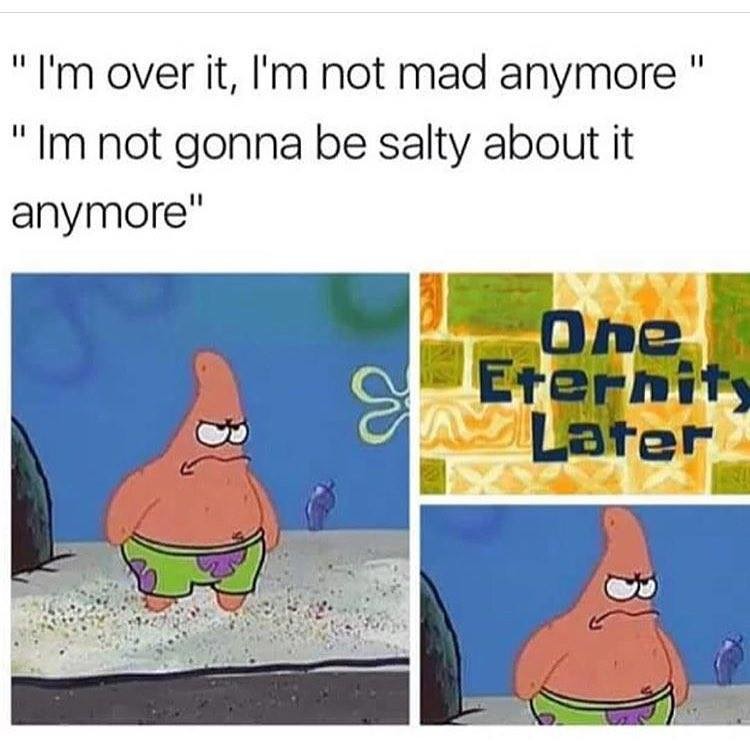 " I'm over it, I'm not mad anymore "
" Im not gonna be salty about it
anymore"
One
Eternity
Later